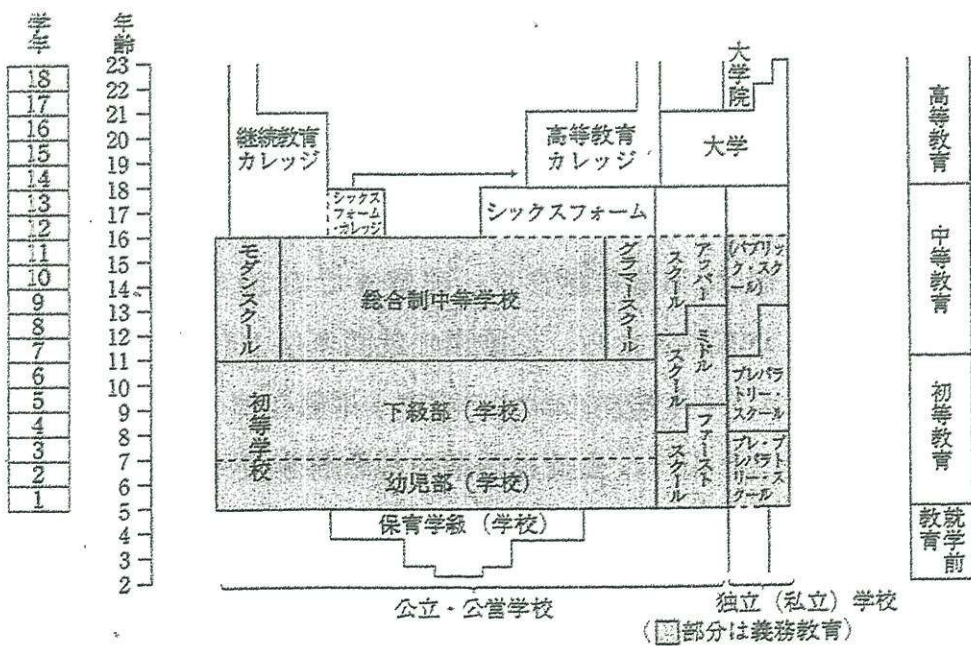 学年
年齢
18
17
16
15
14
13
12
11
10
9
8
7
6
5
4
3
2
1
23
22
21
20
19
18
17
16
15
14
13
12
11
10
9
8
7
6
5
4
3
2
継続教育
カレッジ
シックス
フォーム
・カレッジ
高等教育
カレッジ
大学院
大学
シックスフォーム
モダンスクール
総合制中等学校
グラマースクール
アッパー
スクール
ミドル
スクール
ファースト
スクール
(パブリック
・スクール)
プレパラ
トリー・
スクール
プレ・プ
レパラト
リー・ス
クール
初等学校
下級部(学校)
幼児部(学校)
保育学級(学校)
高等教育
中等教育
初等教育
就学前
教育
公立・公営学校
独立(私立)学校
(部分は義務教育)